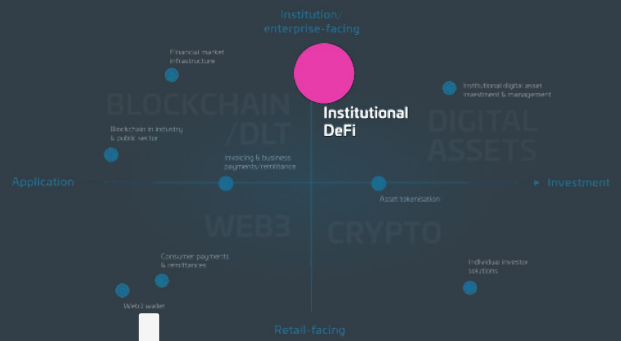 Institution/
enterprise-facing
Financial market
infrastructure
Institutional digital asset
investment & management
BLOCKCHAIN
/DLT
Institutional
DeFi
DIGITAL
ASSETS
Blockchain in industry
& public sector
Invoicing & business
payments/remittance
Application
Investment
Asset tokenisation
WEB3
CRYPTO
Consumer payments
& remittances
Individual investor
solutions
Web3 wallet
Retail-facing